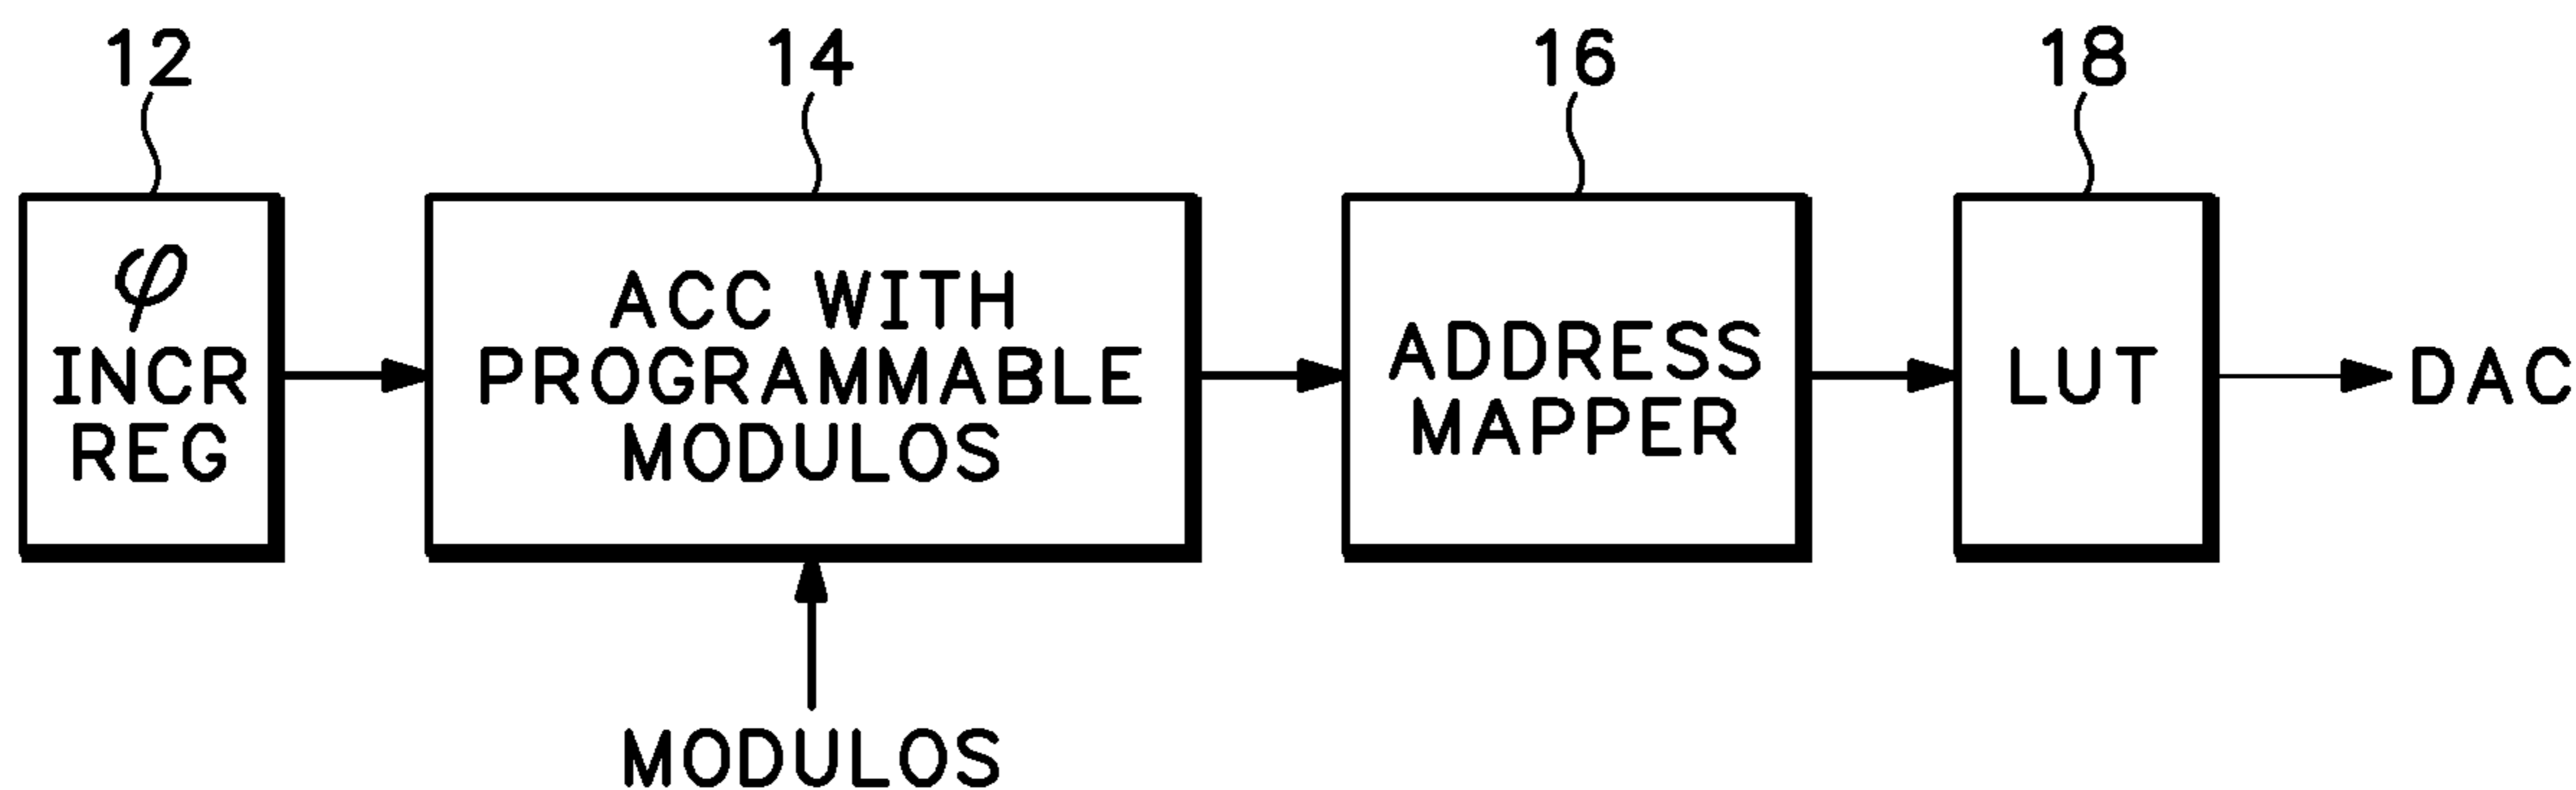 12
14
16
18
φ
INCR
REG
ACC WITH
PROGRAMMABLE
MODULOS
ADDRESS
MAPPER
LUT
DAC
MODULOS